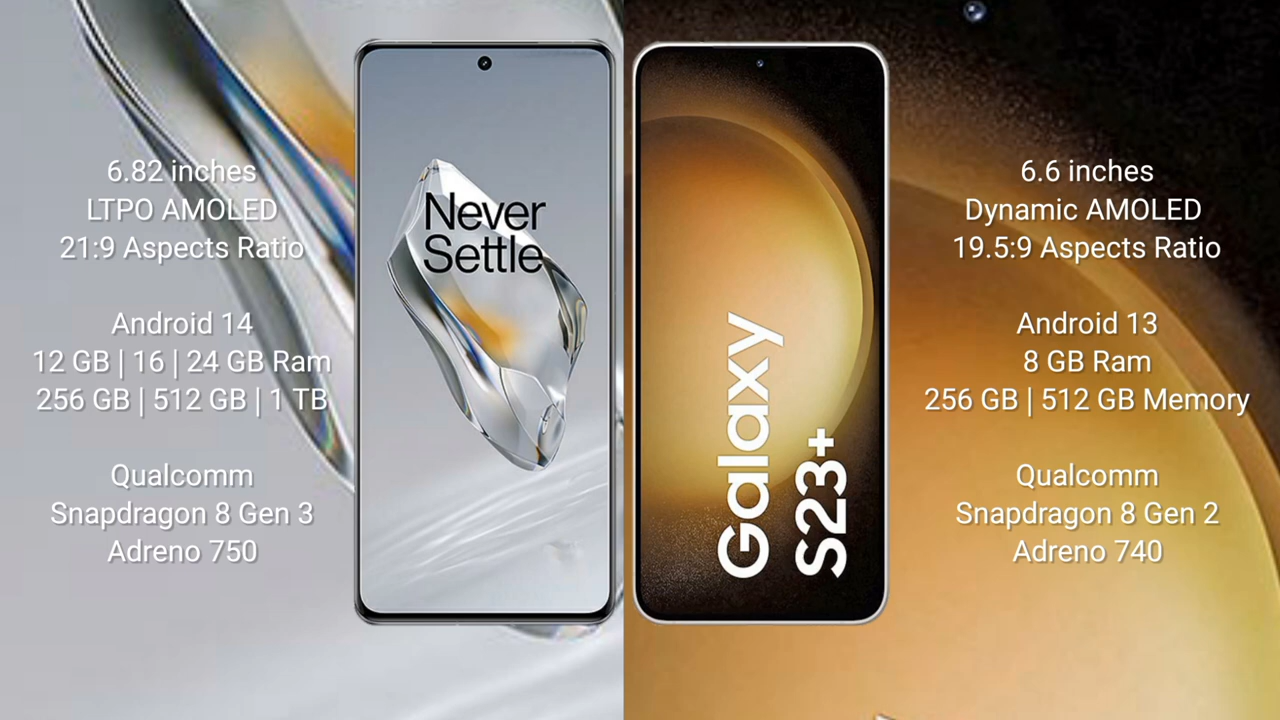 6.82 inches
LTPO AMOLED
21:9 Aspects Ratio
Android 14
12 GB | 16 | 24 GB Ram
256 GB | 512 GB | 1 TB
Qualcomm
Snapdragon 8 Gen 3
Adreno 750
Never
Settle
Galaxy
S23+
6.6 inches
Dynamic AMOLED
19.5:9 Aspects Ratio
Android 13
8 GB Ram
256 GB | 512 GB Memory
Qualcomm
Snapdragon 8 Gen 2
Adreno 740